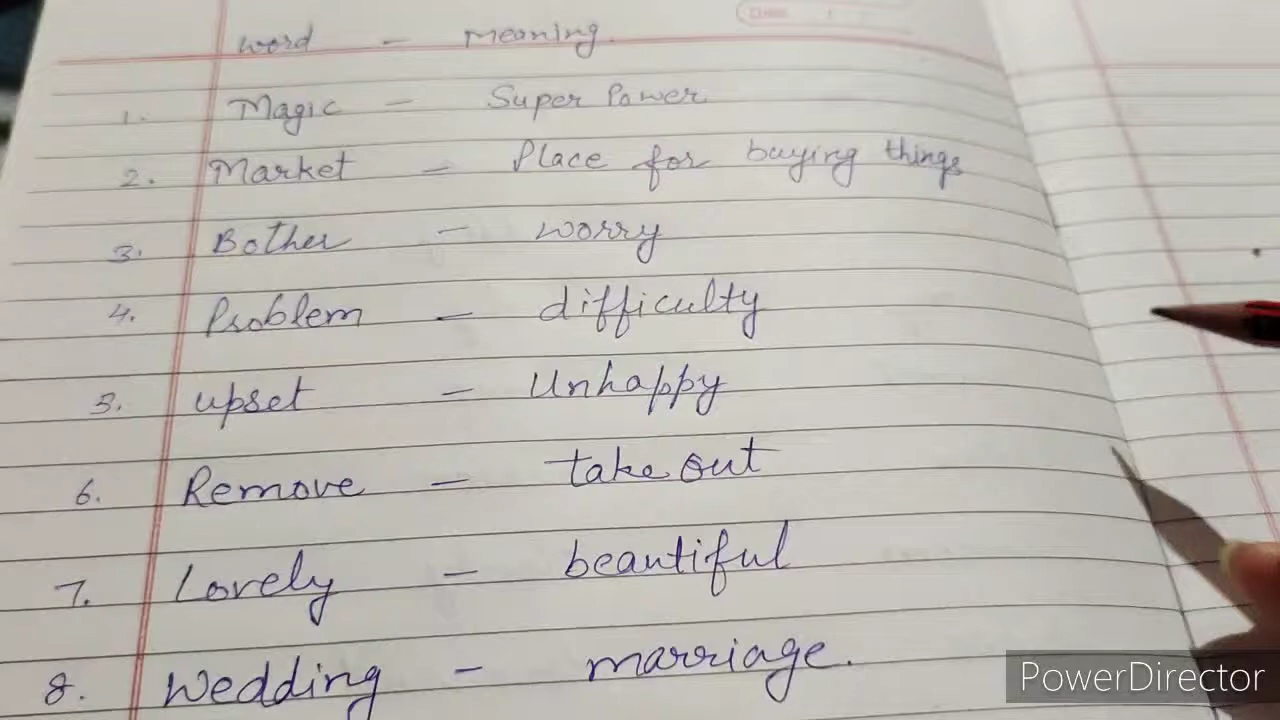 word - Meaning.
1. Magic - Super Power
2. Market - Place for buying things
3. Bother - worry
4. Problem - difficulty
5. upset - Unhappy
6. Remove - take out
7. Lovely - beautiful
8. Wedding - marriage.
PowerDirector